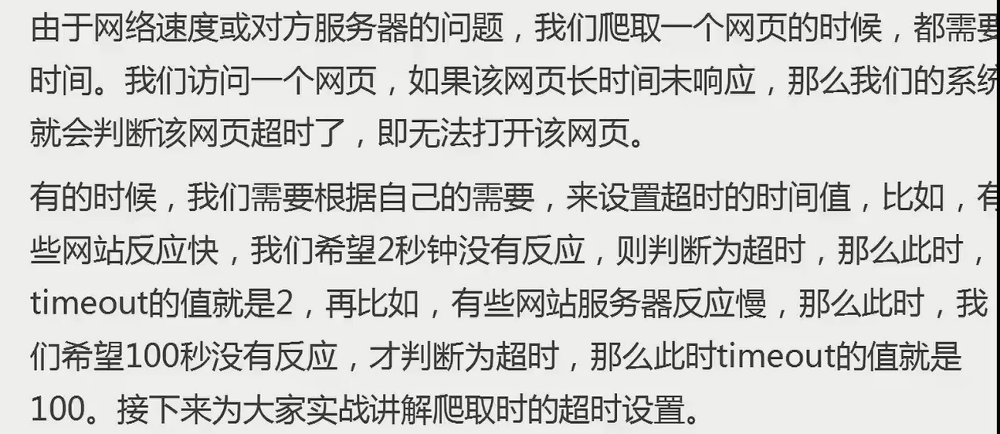 由于网络速度或对方服务器的问题，我们爬取一个网页的时候，都需要
时间。我们访问一个网页，如果该网页长时间未响应，那么我们的系统
就会判断该网页超时了，即无法打开该网页。
有的时候，我们需要根据自己的需要，来设置超时的时间值，比如，有
些网站反应快，我们希望2秒钟没有反应，则判断为超时，那么此时，
timeout的值就是2，再比如，有些网站服务器反应慢，那么此时，我
们希望100秒没有反应，才判断为超时，那么此时timeout的值就是
100。接下来为大家实战讲解爬取时的超时设置。